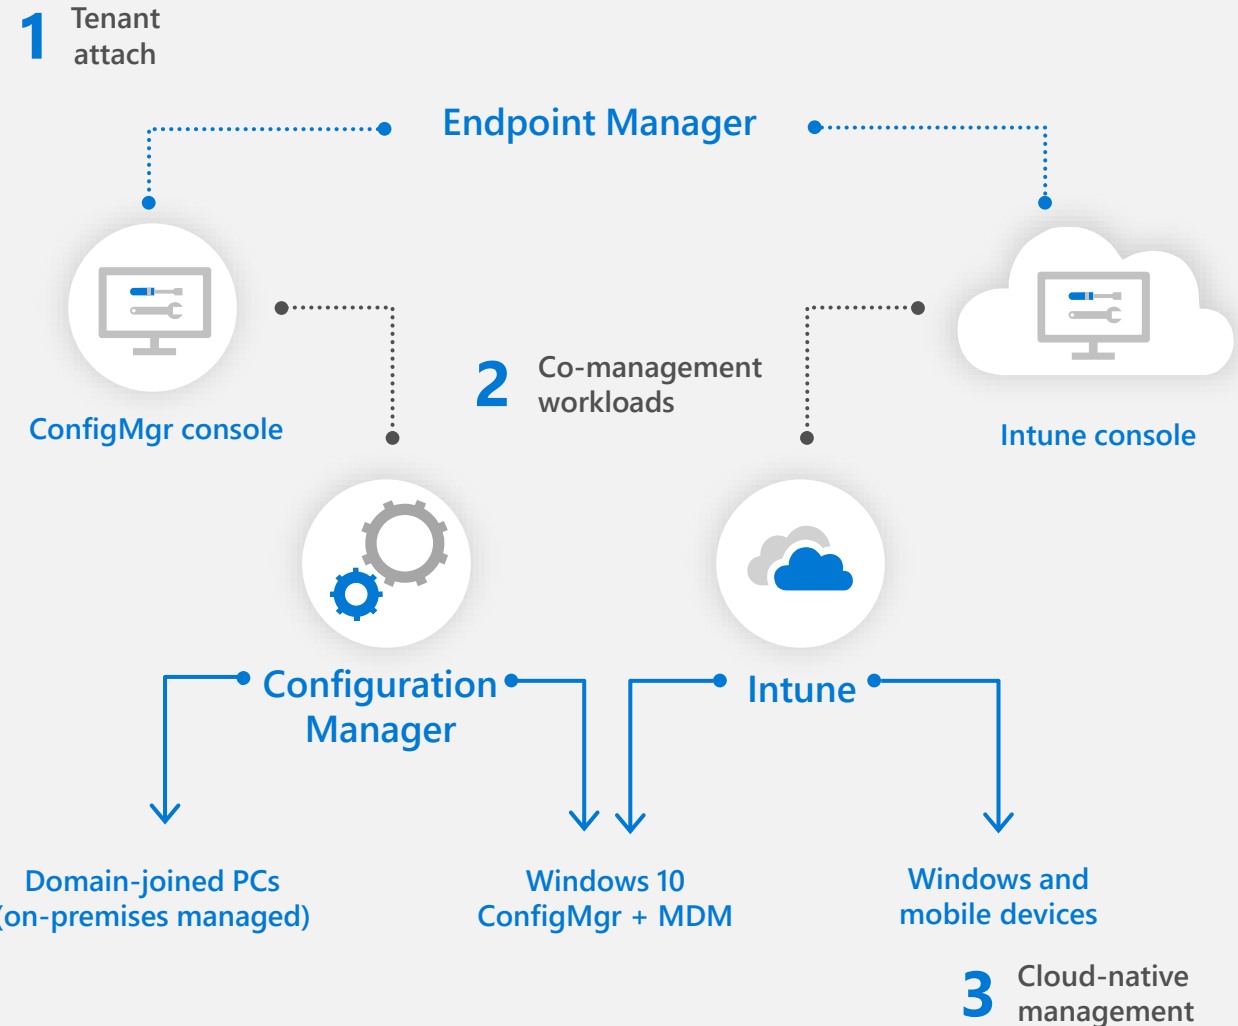 1
Tenant
attach
Endpoint Manager
ConfigMgr console
2
Co-management
workloads
Intune console
Configuration
Manager
Intune
Domain-joined PCs
(on-premises managed)
Windows 10
ConfigMgr + MDM
Windows and
mobile devices
3
Cloud-native
management